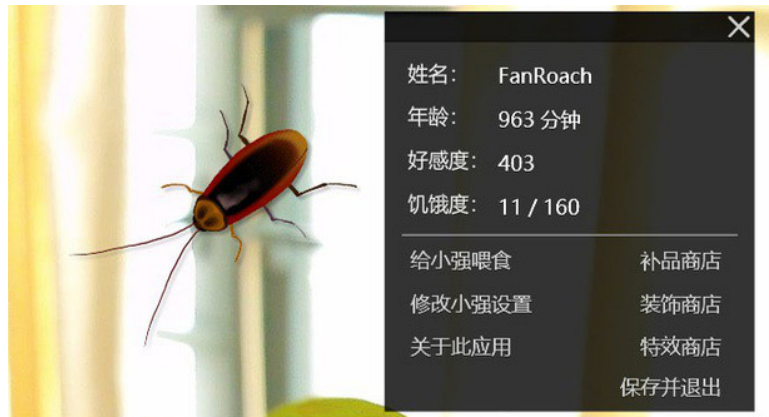 姓名： FanRoach
年龄： 963 分钟
好感度： 403
饥饿度： 11 / 160
给小强喂食 补品商店
修改小强设置 装饰商店
关于此应用 特效商店
保存并退出